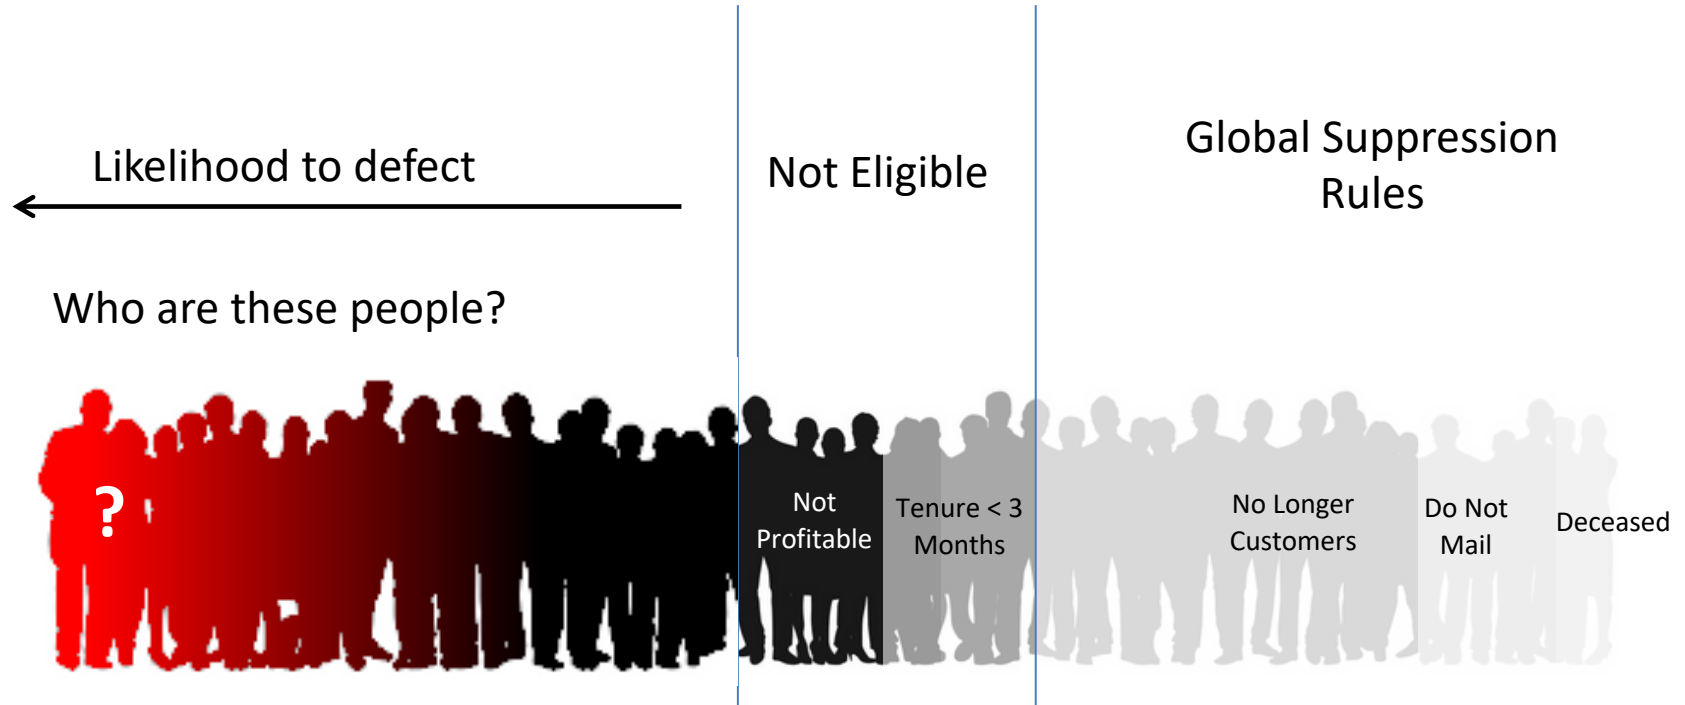 Likelihood to defect
Not Eligible
Global Suppression
Rules
Who are these people?
?
Not
Profitable
Tenure < 3
Months
No Longer
Customers
Do Not
Mail
Deceased